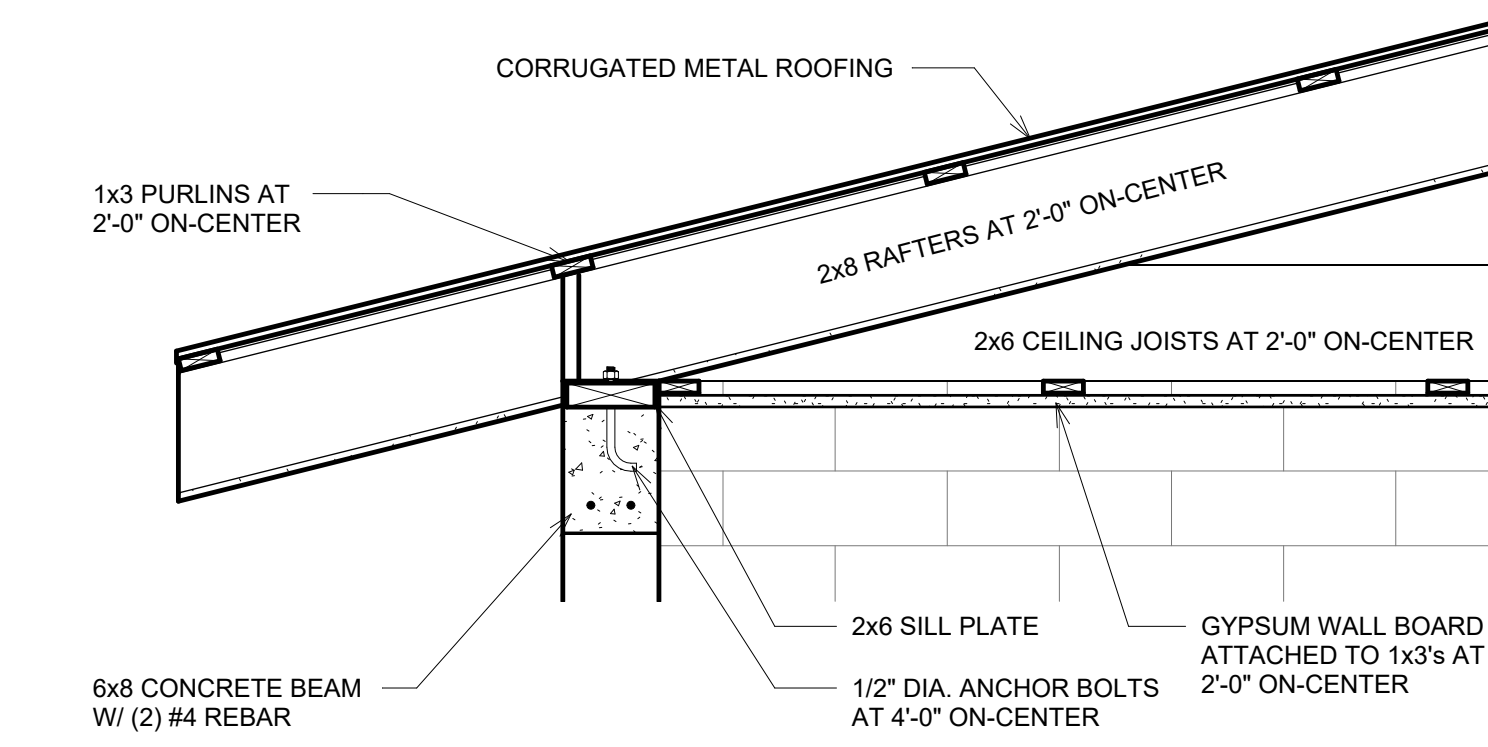 CORRUGATED METAL ROOFING
1x3 PURLINS AT
2'-0" ON-CENTER
2x8 RAFTERS AT 2'-0" ON-CENTER
2x6 CEILING JOISTS AT 2'-0" ON-CENTER
2x6 SILL PLATE
GYPSUM WALL BOARD
ATTACHED TO 1x3's AT
2'-0" ON-CENTER
6x8 CONCRETE BEAM
W/ (2) #4 REBAR
1/2" DIA. ANCHOR BOLTS
AT 4'-0" ON-CENTER